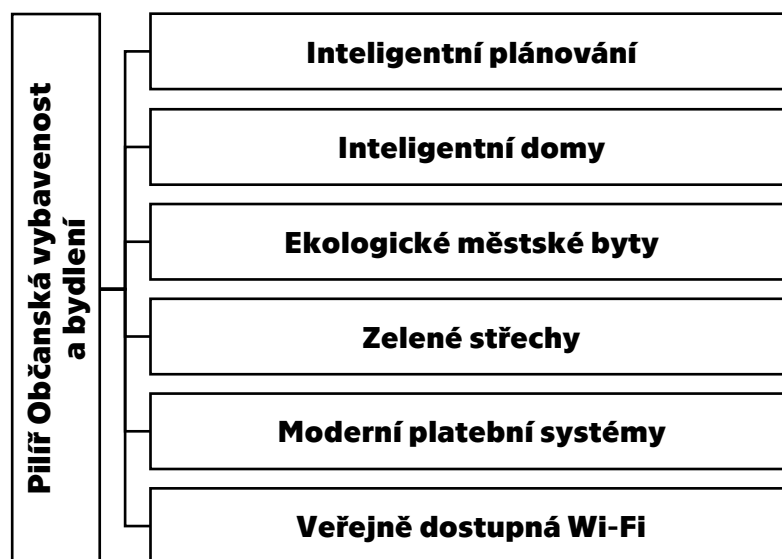 Pilíř Občanská vybavenost
a bydlení
Inteligentní plánování
Inteligentní domy
Ekologické městské byty
Zelené střechy
Moderní platební systémy
Veřejně dostupná Wi-Fi